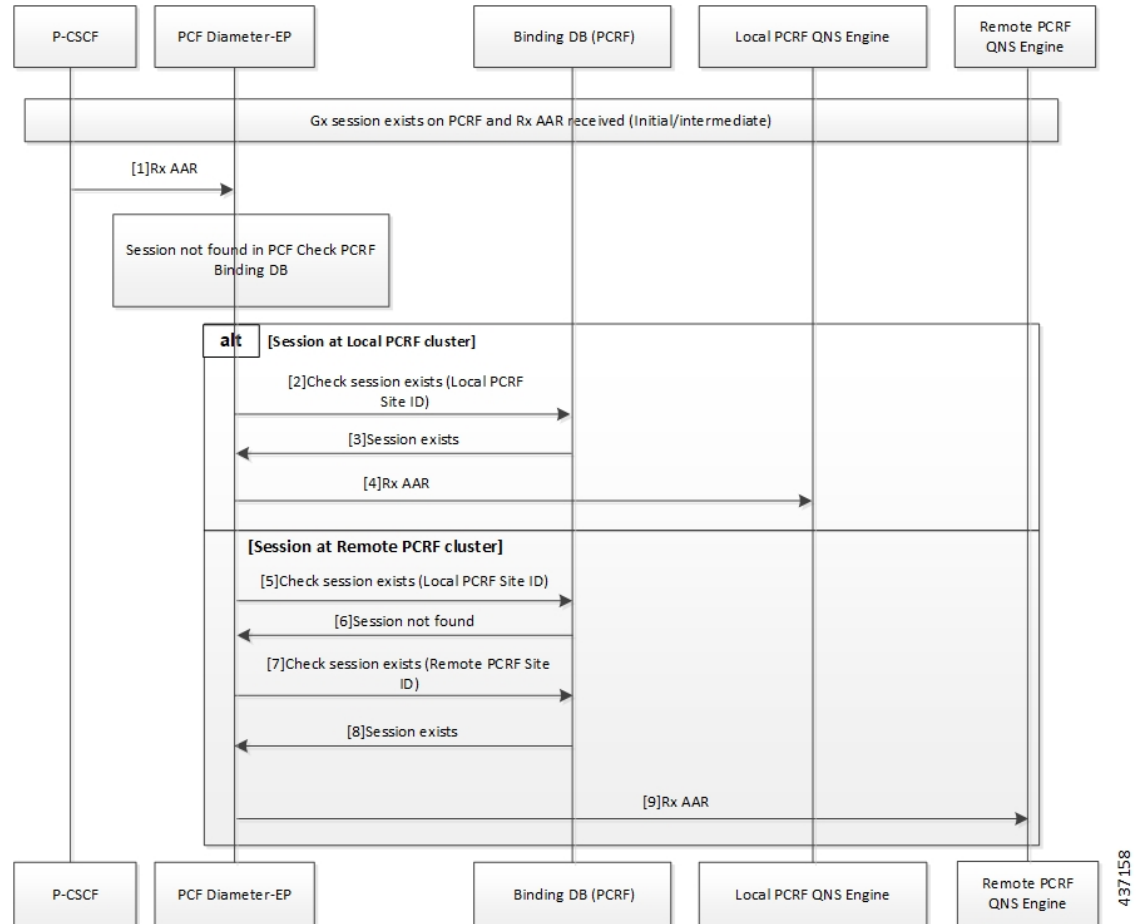 P-CSCF
PCF Diameter-EP
Binding DB (PCRF)
Local PCRF QNS Engine
Remote PCRF
QNS Engine
Gx session exists on PCRF and Rx AAR received (Initial/intermediate)
[1]Rx AAR
Session not found in PCF Check PCRF
Binding DB
alt
[Session at Local PCRF cluster]
[2]Check session exists (Local PCRF
Site ID)
[3]Session exists
[4]Rx AAR
[Session at Remote PCRF cluster]
[5]Check session exists (Local PCRF Site ID)
[6]Session not found
[7]Check session exists (Remote PCRF Site
ID)
[8]Session exists
[9]Rx AAR
P-CSCF
PCF Diameter-EP
Binding DB (PCRF)
Local PCRF QNS Engine
Remote PCRF
QNS Engine
437158